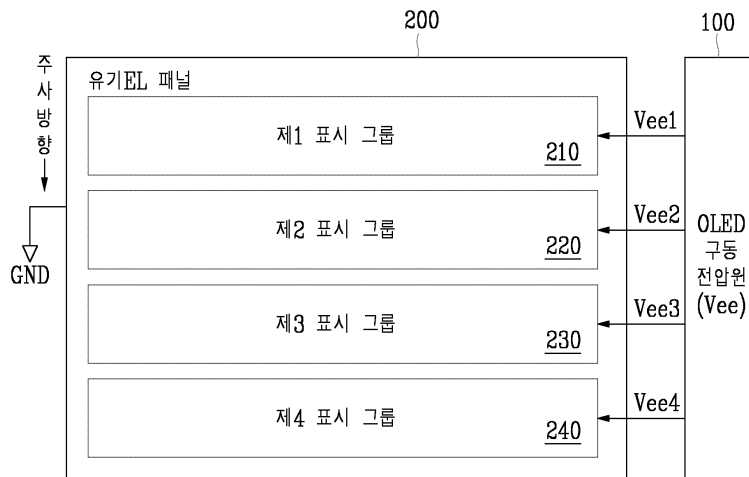 200
100
주사방향
유기EL 패널
제1 표시 그룹
210
Vee1
제2 표시 그룹
220
Vee2
GND
OLED
구동
전압원
(Vee)
제3 표시 그룹
230
Vee3
제4 표시 그룹
240
Vee4